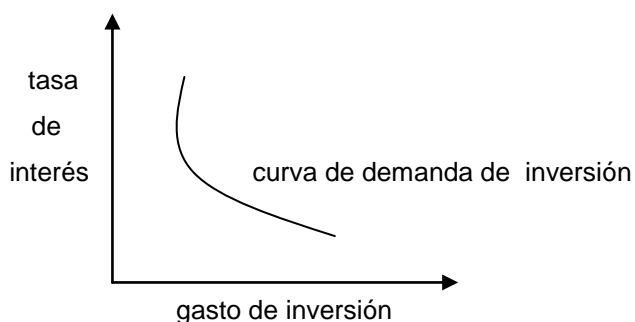 tasa
de
interés
curva de demanda de inversión
gasto de inversión